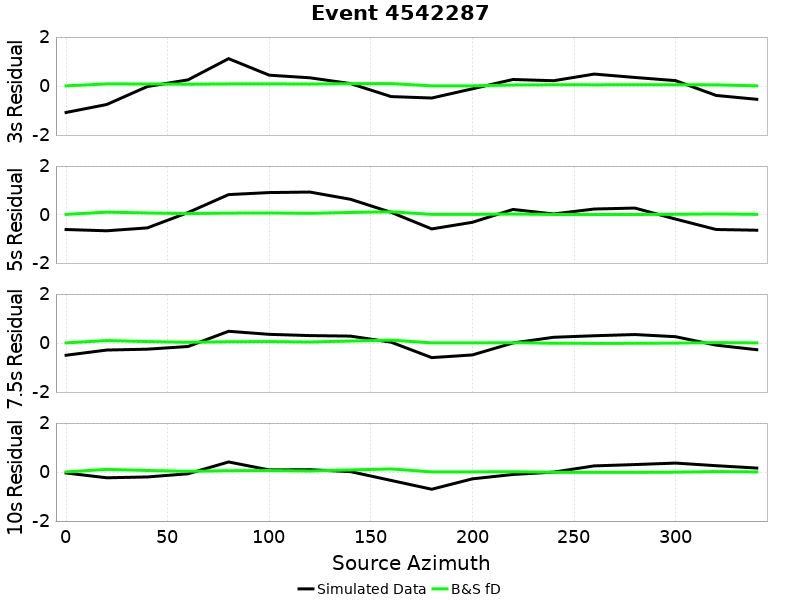 Event 4542287
3s Residual
2
0
-2
5s Residual
2
0
-2
7.5s Residual
2
0
-2
10s Residual
2
0
-2
0 50 100 150 200 250 300
Source Azimuth
Simulated Data B&S fD